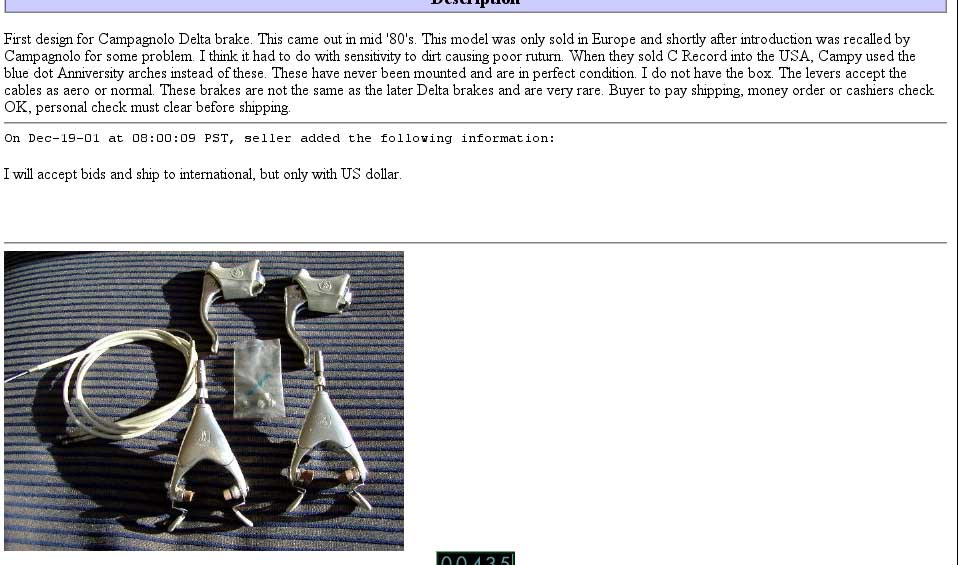 Description
First design for Campagnolo Delta brake. This came out in mid '80's. This model was only sold in Europe and shortly after introduction was recalled by
Campagnolo for some problem. I think it had to do with sensitivity to dirt causing poor ruturn. When they sold C Record into the USA, Campy used the
blue dot Anniversity arches instead of these. These have never been mounted and are in perfect condition. I do not have the box. The levers accept the
cables as aero or normal. These brakes are not the same as the later Delta brakes and are very rare. Buyer to pay shipping, money order or cashiers check
OK, personal check must clear before shipping.
On Dec-19-01 at 08:00:09 PST, seller added the following information:
I will accept bids and ship to international, but only with US dollar.
00435